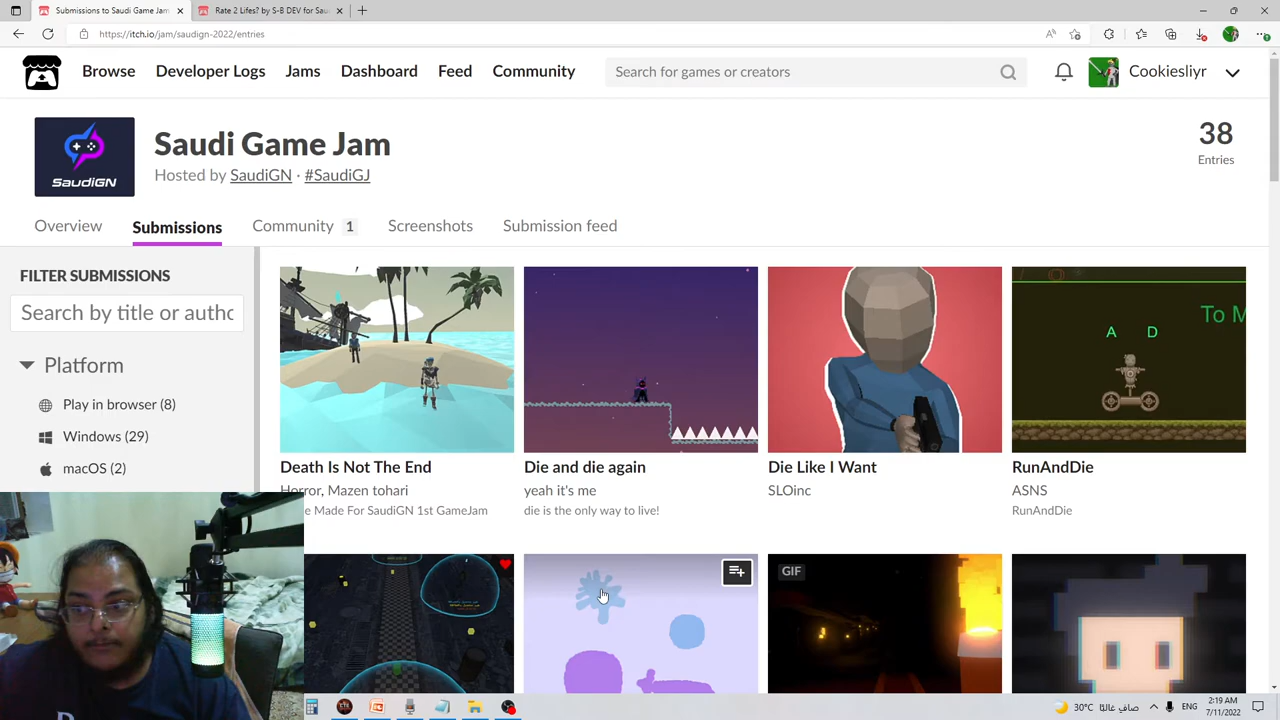 Submissions to Saudi Game Jam
Rate 2 Lifes? by S-B DEV for Sau
https://itch.io/jam/saudign-2022/entries
Browse
Developer Logs
Jams
Dashboard
Feed
Community
Search for games or creators
Cookiesliyr
SAUDIGN
Saudi Game Jam
Hosted by SaudiGN · #SaudiGJ
38
Entries
Overview
Submissions
Community 1
Screenshots
Submission feed
FILTER SUBMISSIONS
Search by title or autho
Platform
Play in browser (8)
Windows (29)
macOS (2)
To M
A D
Death Is Not The End
Horror, Mazen tohari
e Made For SaudiGN 1st GameJam
Die and die again
yeah it's me
die is the only way to live!
Die Like I Want
SLOinc
RunAndDie
ASNS
RunAndDie
GIF
30°C صاف غالبًا
2:19 AM
7/11/2022